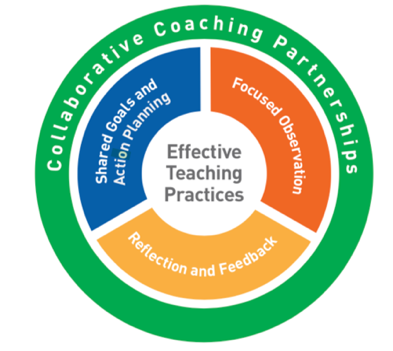 Collaborative Coaching Partnerships
Shared Goals and
Action Planning
Focused Observation
Effective
Teaching
Practices
Reflection and Feedback